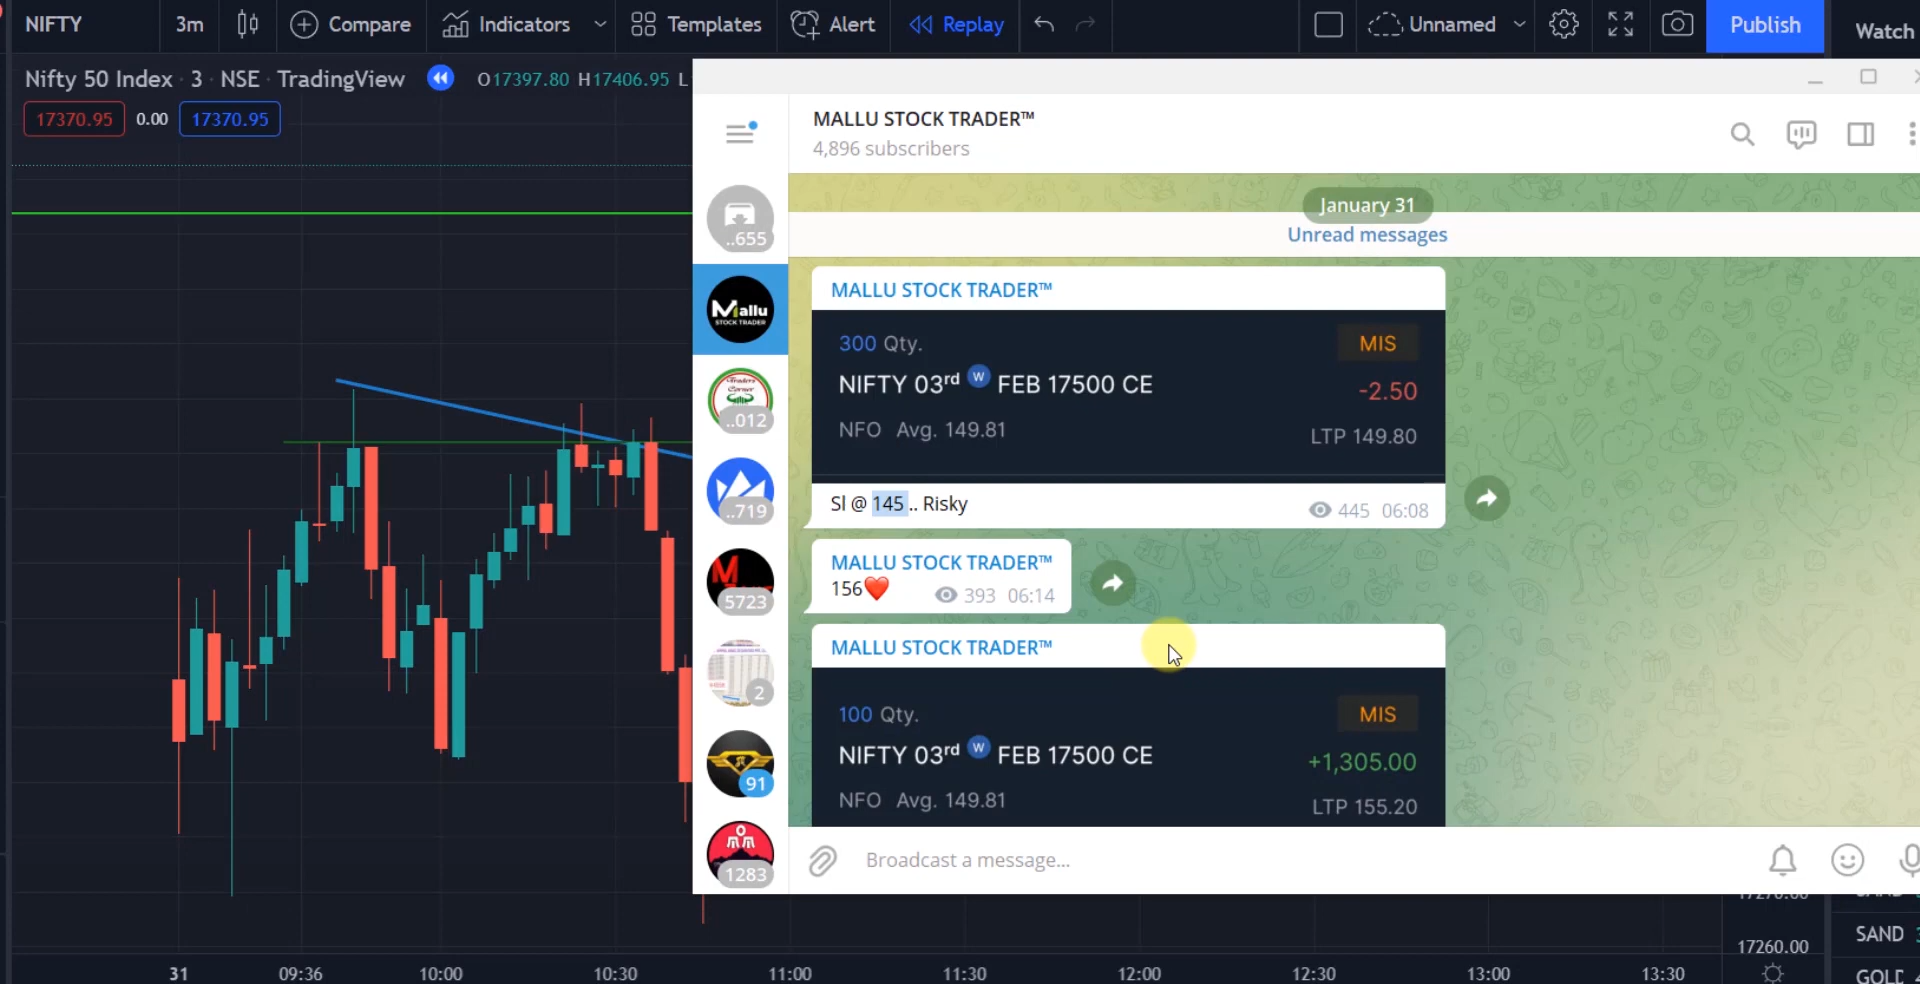 NIFTY
3m
Compare
Indicators
Templates
Alert
Replay
Unnamed
Publish
Watch
Nifty 50 Index · 3 · NSE · TradingView
O17397.80 H17406.95 L
17370.95 0.00 17370.95
MALLU STOCK TRADER™
4,896 subscribers
January 31
Unread messages
..655
Mallu
STOCK TRADER
Traders
Corner
..012
..719
M
5723
2
91
1283
MALLU STOCK TRADER™
300 Qty.
MIS
NIFTY 03rd W FEB 17500 CE
-2.50
NFO Avg. 149.81
LTP 149.80
Sl @ 145 .. Risky
445 06:08
MALLU STOCK TRADER™
156❤️
393 06:14
MALLU STOCK TRADER™
100 Qty.
MIS
NIFTY 03rd W FEB 17500 CE
+1,305.00
NFO Avg. 149.81
LTP 155.20
Broadcast a message...
17260.00
SAND
GOLD
31 09:36 10:00 10:30 11:00 11:30 12:00 12:30 13:00 13:30